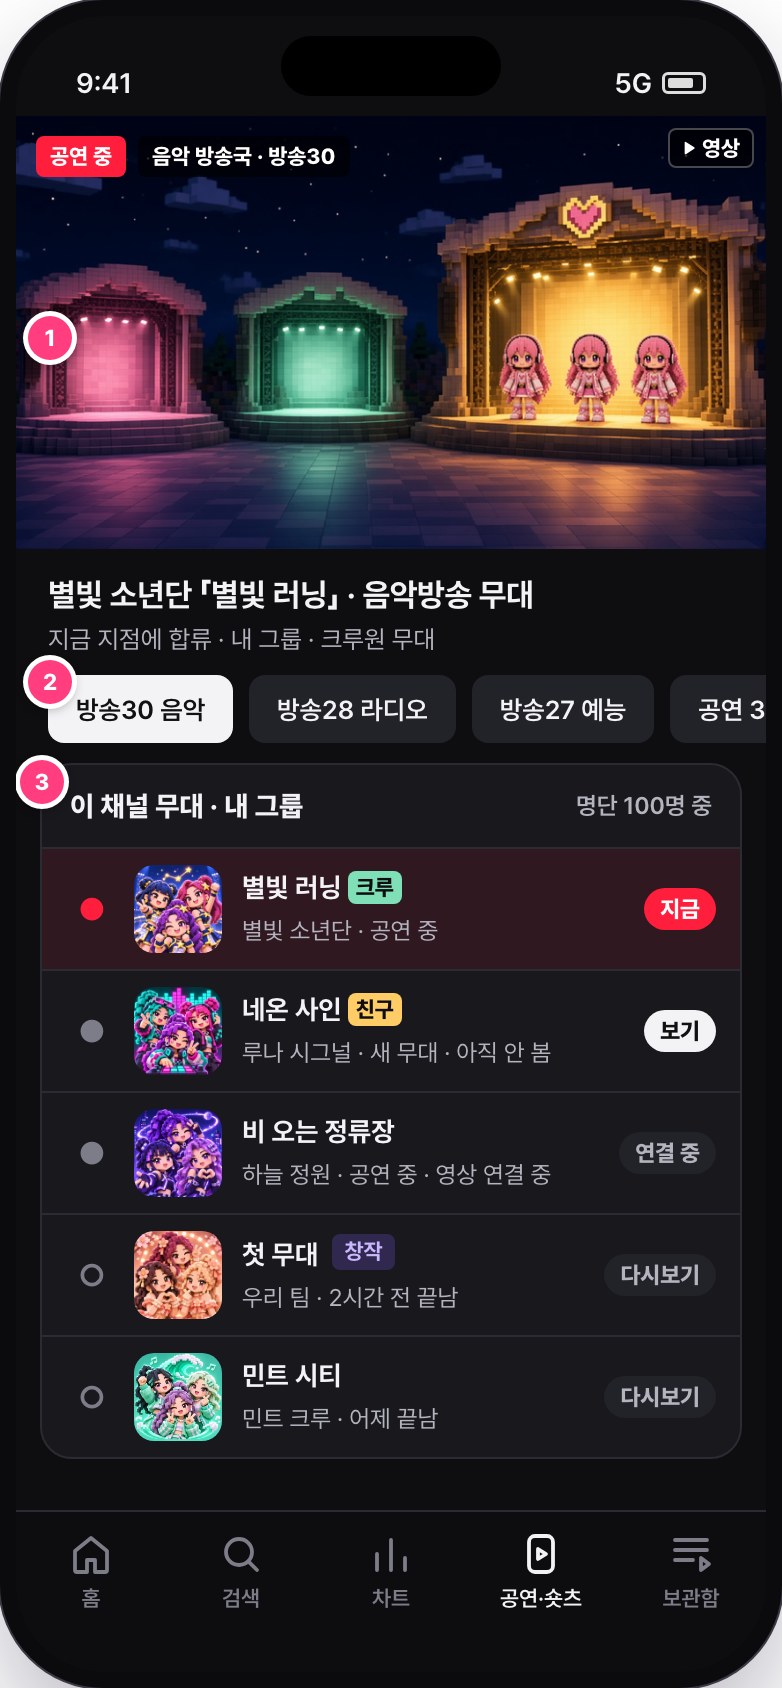 9:41
5G
공연 중
음악 방송국 · 방송30
영상
1
별빛 소년단 「별빛 러닝」 · 음악방송 무대
지금 지점에 합류 · 내 그룹 · 크루원 무대
2
방송30 음악
방송28 라디오
방송27 예능
공연 3
3
이 채널 무대 · 내 그룹
명단 100명 중
별빛 러닝 크루
별빛 소년단 · 공연 중
지금
네온 사인 친구
루나 시그널 · 새 무대 · 아직 안 봄
보기
비 오는 정류장
하늘 정원 · 공연 중 · 영상 연결 중
연결 중
첫 무대 창작
우리 팀 · 2시간 전 끝남
다시보기
민트 시티
민트 크루 · 어제 끝남
다시보기
홈
검색
차트
공연·숏츠
보관함